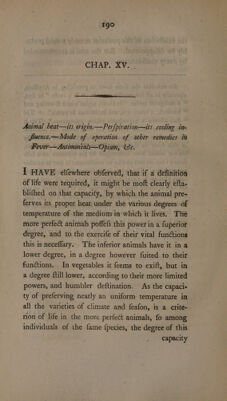 190
CHAP. XV.
Animal heat—its origin.—Perſpiration—its cooling in-
fluence.—Mode of operation of other remedies in
Fever—Antimonials—Opium, &c.
I HAVE elſewhere obſerved, that if a definition
of life were required, it might be moſt clearly eſta-
bliſhed on that capacity, by which the animal pre-
ſerves its proper heat under the various degrees of
temperature of the medium in which it lives. The
more perfect animals poſſeſs this power in a ſuperior
degree, and to the exerciſe of their vital functions
this is neceſſary. The inferior animals have it in a
lower degree, in a degree however ſuited to their
functions. In vegetables it ſeems to exiſt, but in
a degree ſtill lower, according to their more limited
powers, and humbler deſtination. As the capaci-
ty of preſerving nearly an uniform temperature in
all the varieties of climate and ſeaſon, is a crite-
rion of life in the more perfect animals, ſo among
individuals of the ſame ſpecies, the degree of this
capacity